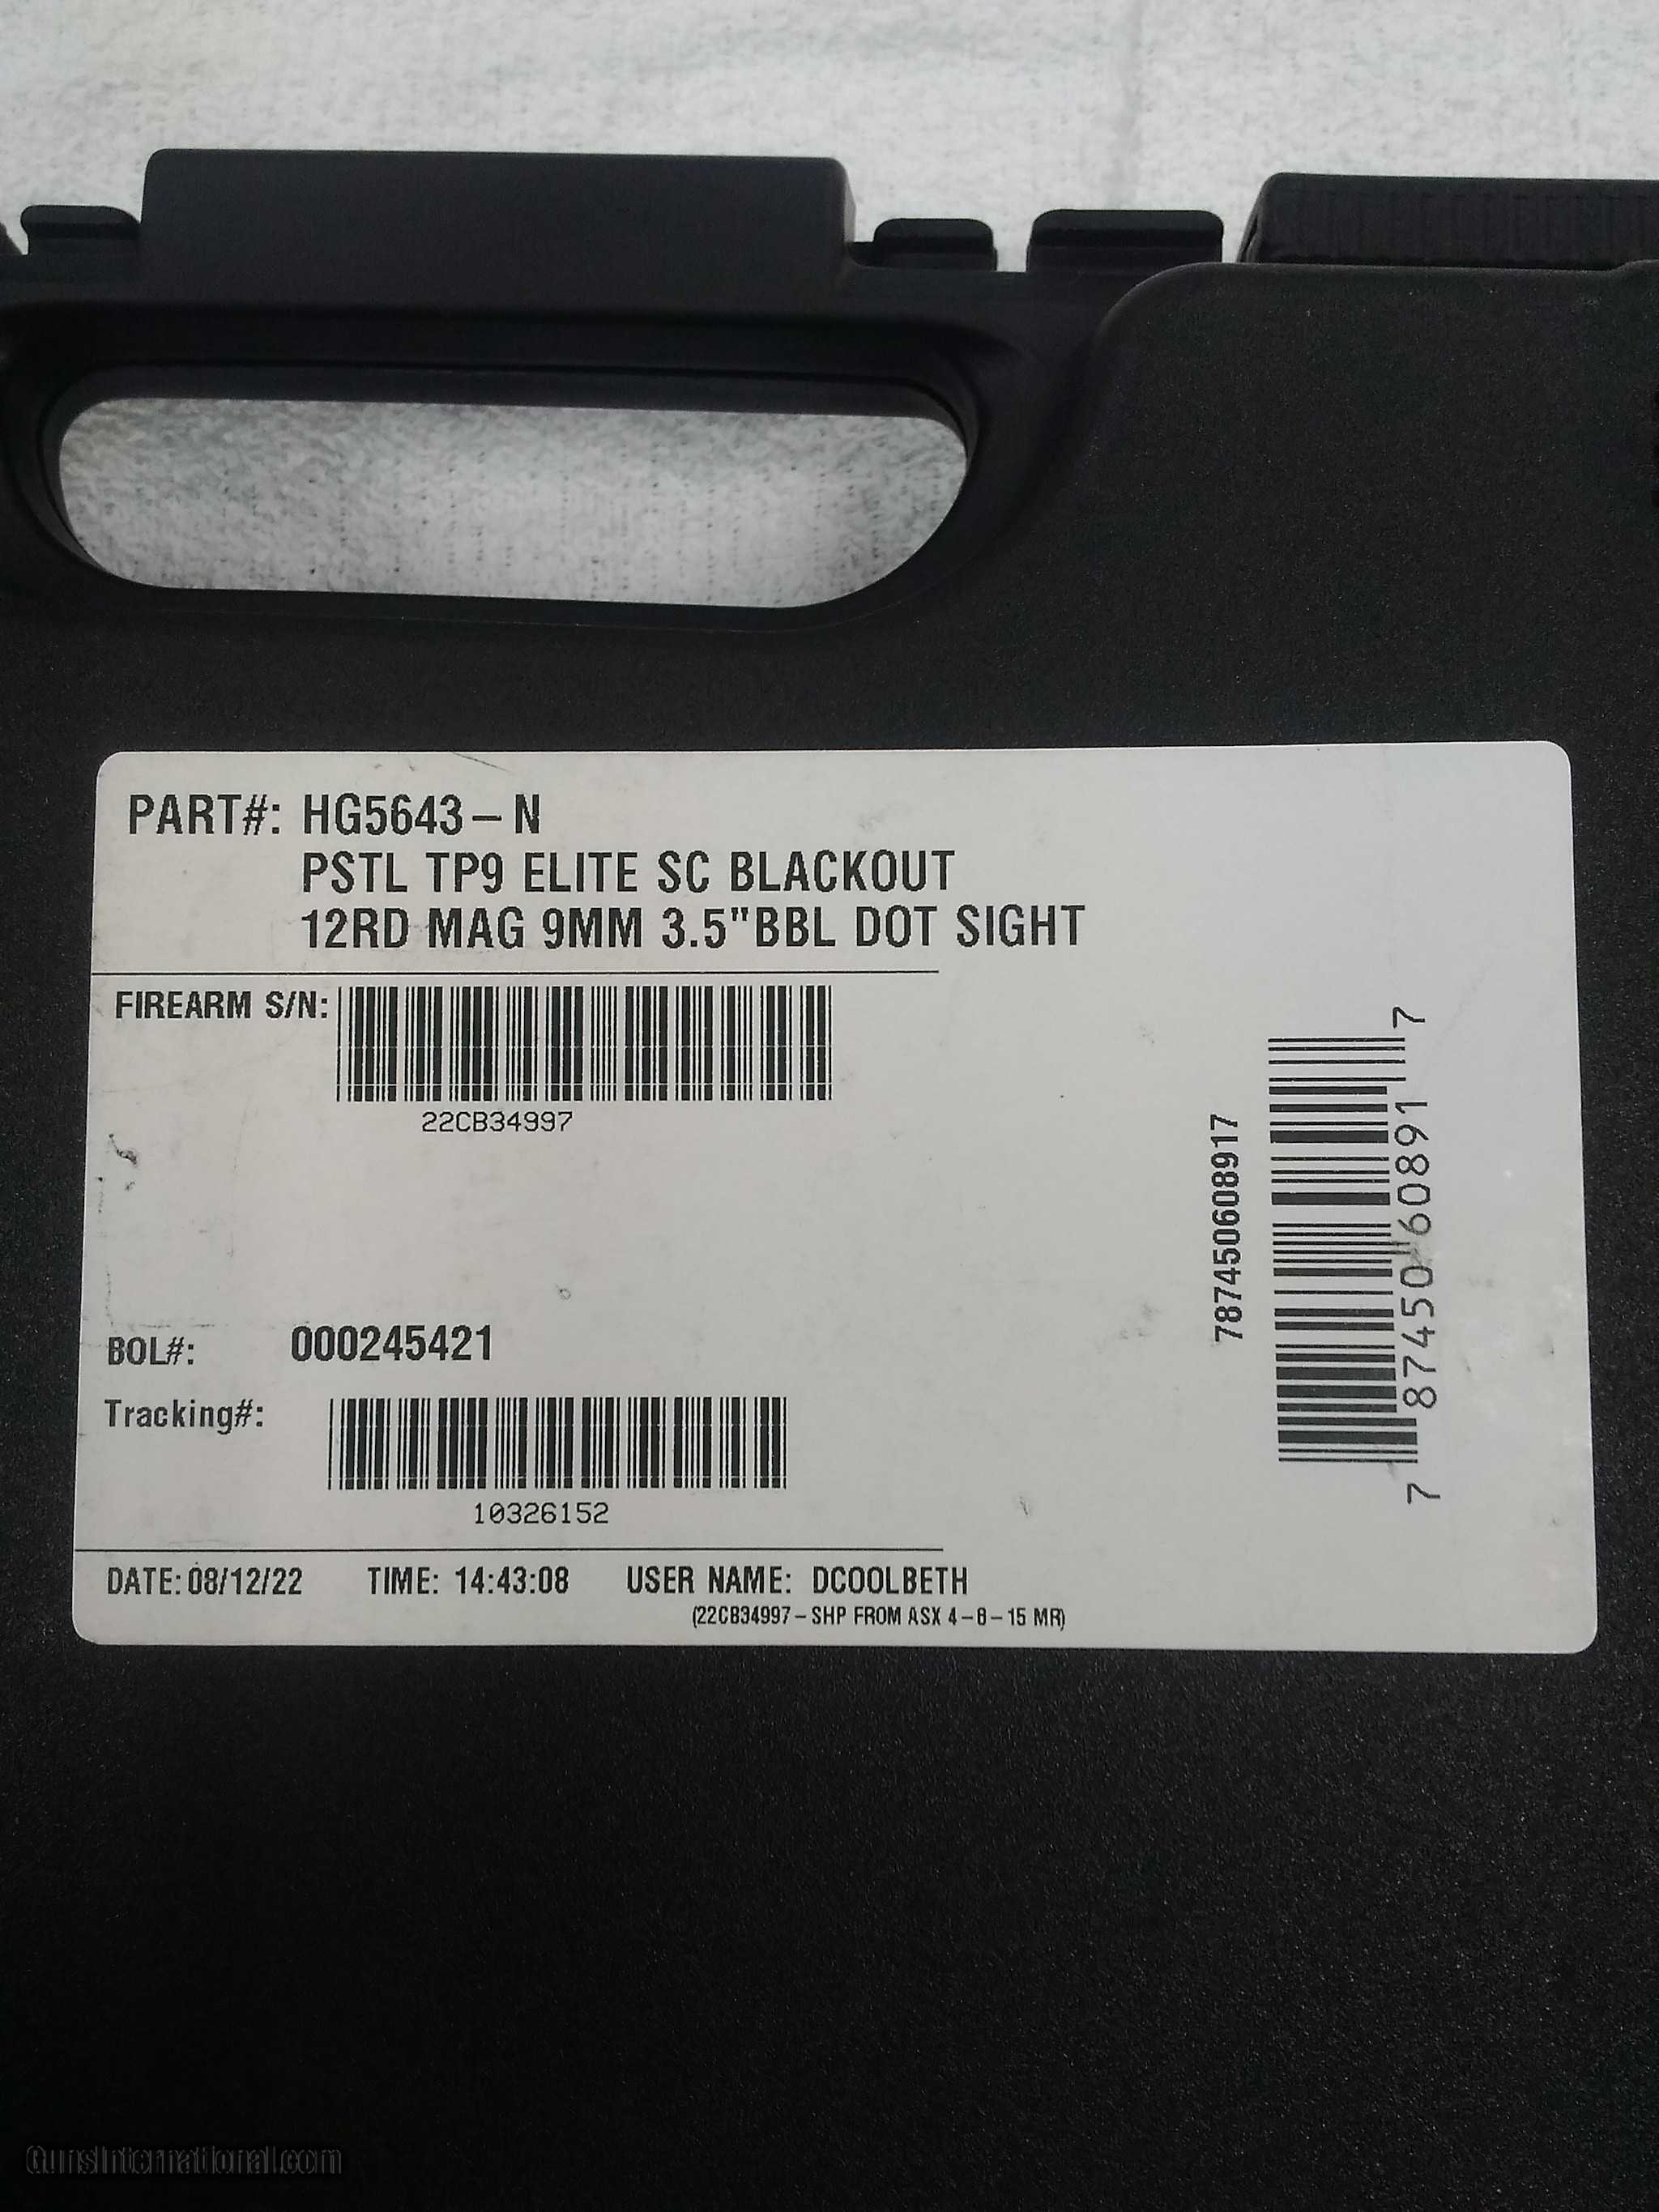 PART#: HG5643-N
PSTL TP9 ELITE SC BLACKOUT
12RD MAG 9MM 3.5"BBL DOT SIGHT
FIREARM S/N:
22CB34997
BOL#: 000245421
Tracking#:
10326152
DATE: 08/12/22 TIME: 14:43:08 USER NAME: DCOOLBETH
(22CB34997-SHP FROM ASX 4-8-15 MR)
787450608917
7 87450 60891 7
GunsInternational.com